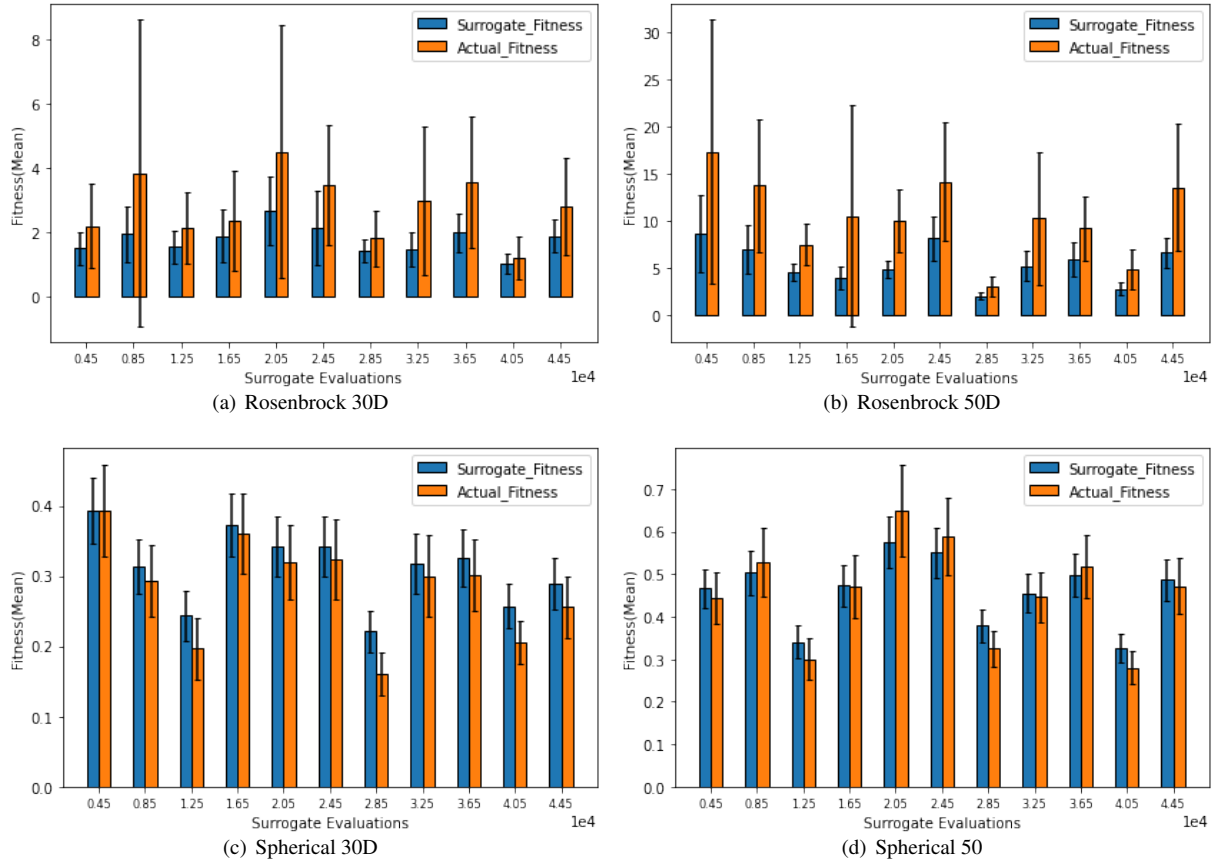 Surrogate_Fitness
Actual_Fitness
8
6
4
2
0
Fitness(Mean)
0.45 0.85 1.25 1.65 2.05 2.45 2.85 3.25 3.65 4.05 4.45
Surrogate Evaluations
1e4
(a) Rosenbrock 30D
Surrogate_Fitness
Actual_Fitness
30
25
20
15
10
5
0
Fitness(Mean)
0.45 0.85 1.25 1.65 2.05 2.45 2.85 3.25 3.65 4.05 4.45
Surrogate Evaluations
1e4
(b) Rosenbrock 50D
Surrogate_Fitness
Actual_Fitness
0.4
0.3
0.2
0.1
0.0
Fitness(Mean)
0.45 0.85 1.25 1.65 2.05 2.45 2.85 3.25 3.65 4.05 4.45
Surrogate Evaluations
1e4
(c) Spherical 30D
Surrogate_Fitness
Actual_Fitness
0.7
0.6
0.5
0.4
0.3
0.2
0.1
0.0
Fitness(Mean)
0.45 0.85 1.25 1.65 2.05 2.45 2.85 3.25 3.65 4.05 4.45
Surrogate Evaluations
1e4
(d) Spherical 50